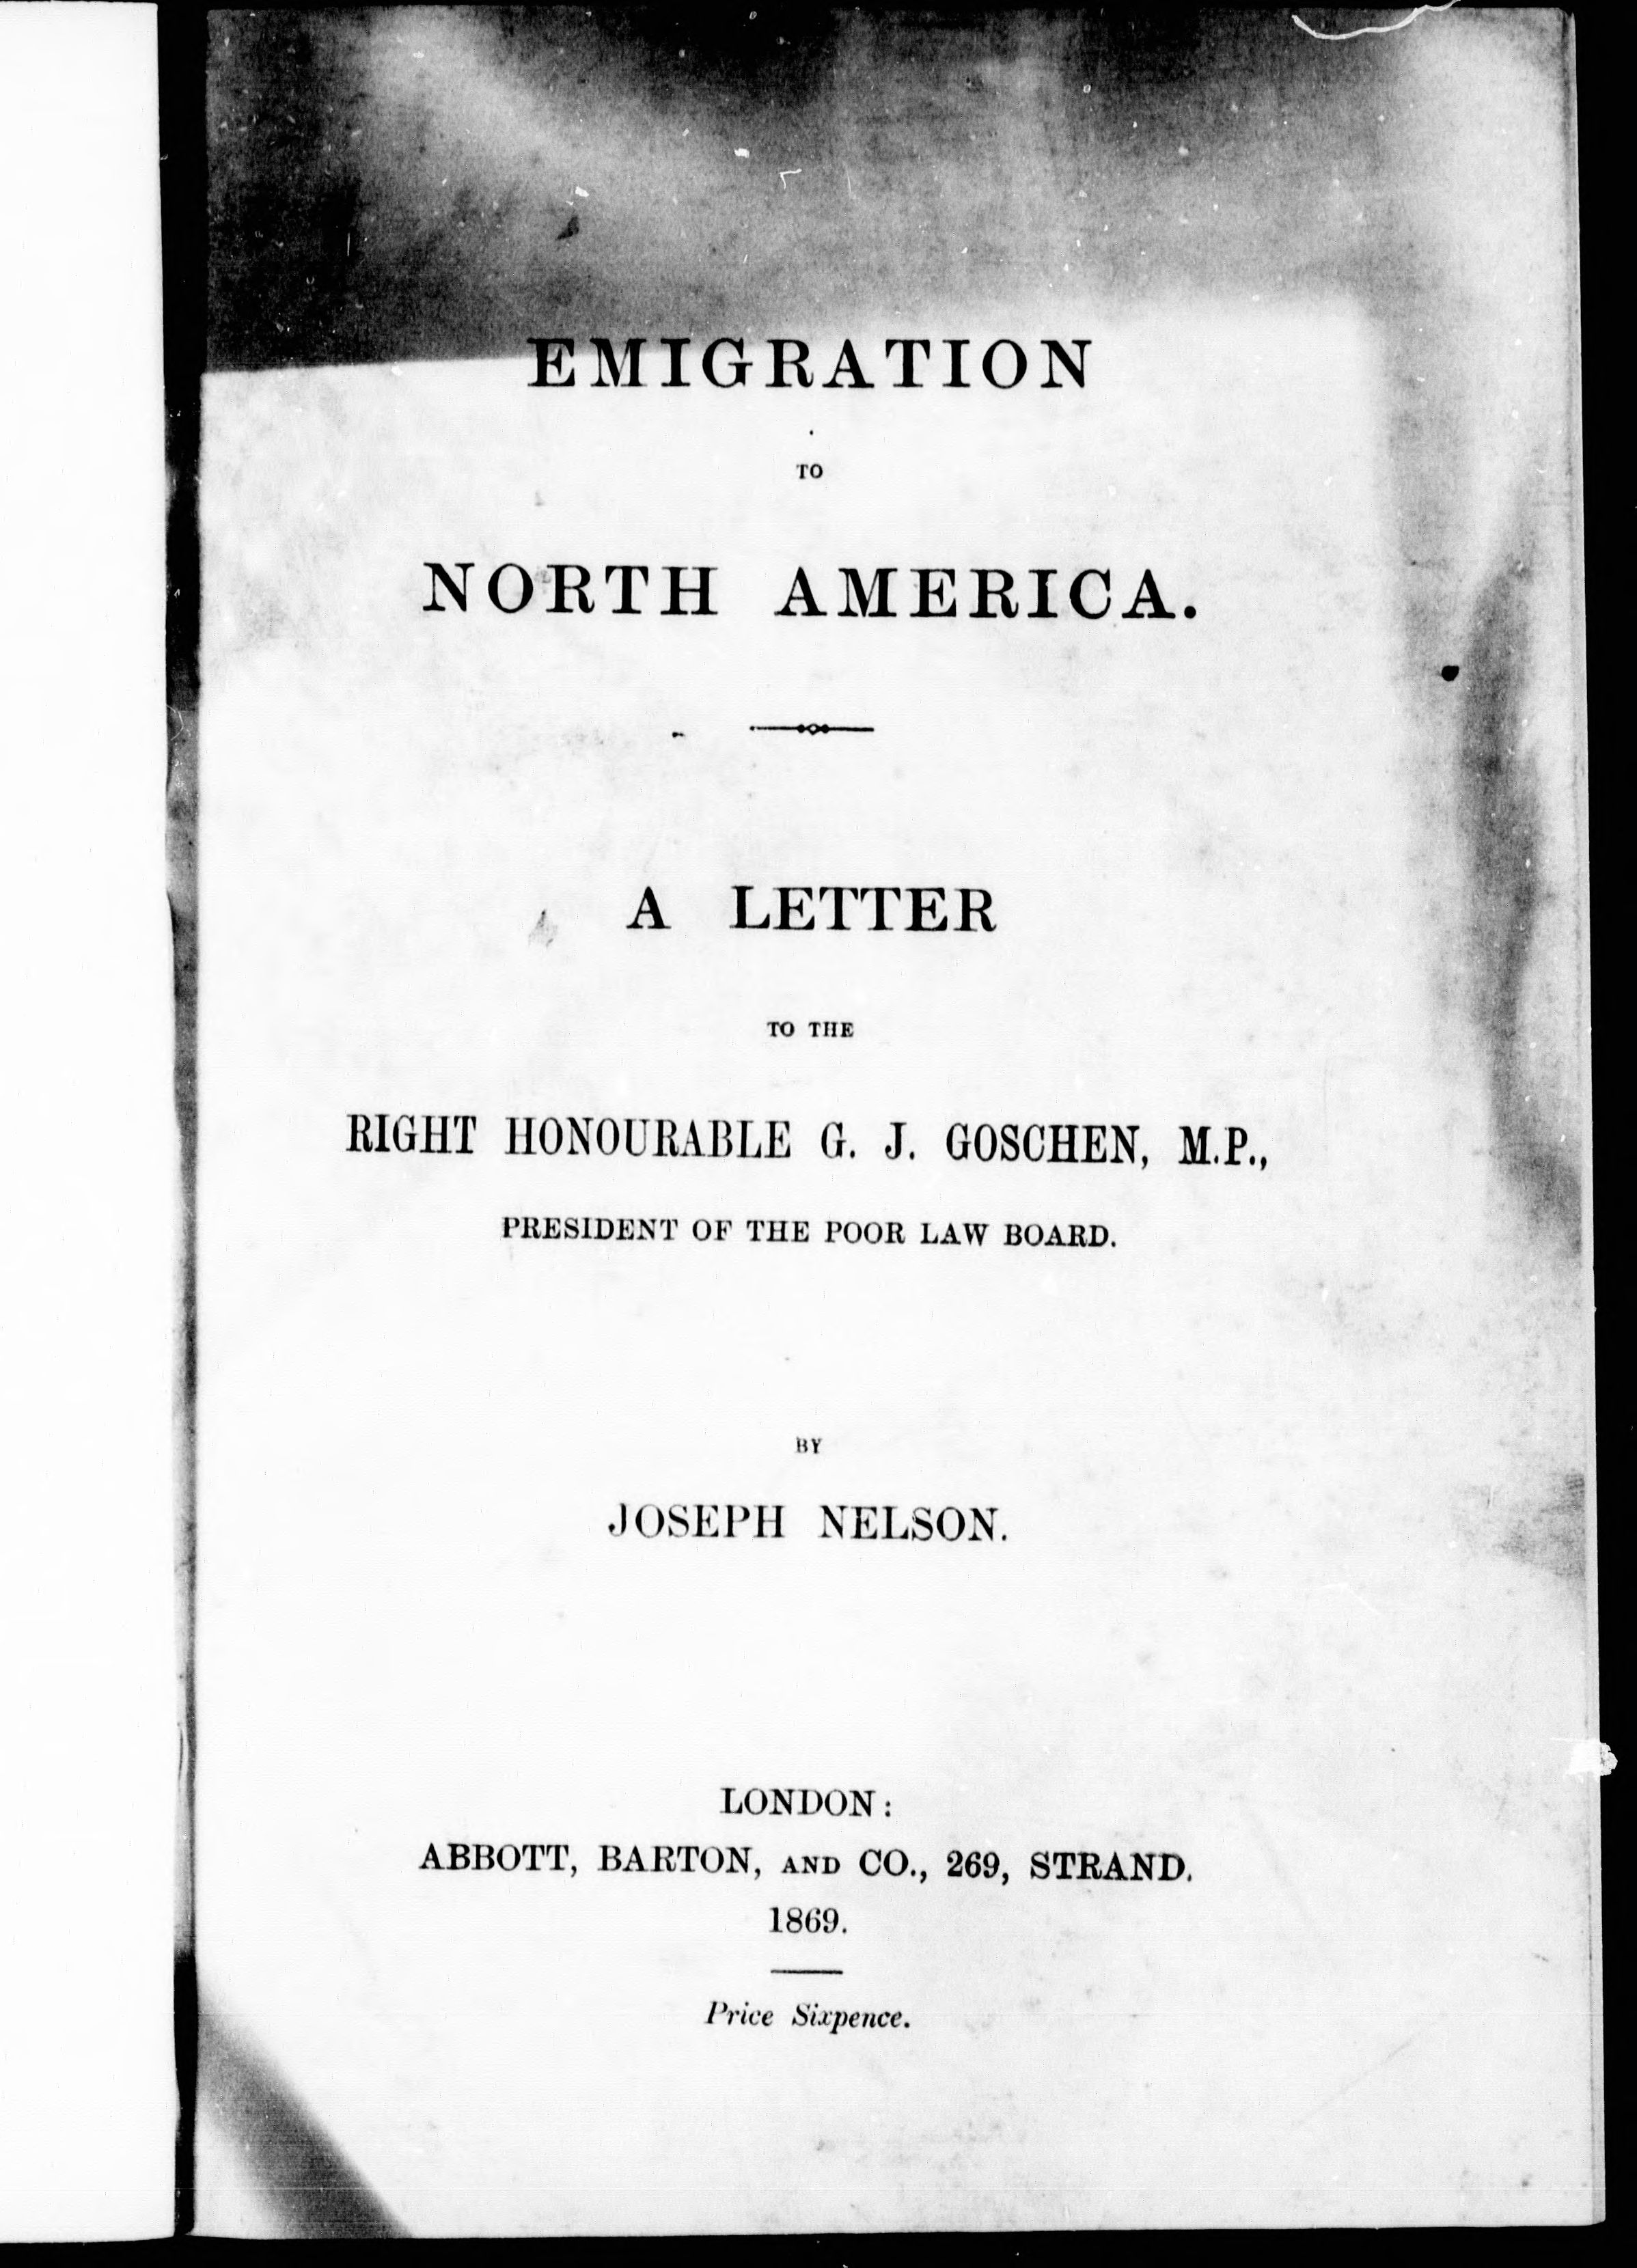 EMIGRATION
TO
NORTH AMERICA.
A LETTER
TO THE
RIGHT HONOURABLE G. J. GOSCHEN, M.P.,
PRESIDENT OF THE POOR LAW BOARD.
BY
JOSEPH NELSON.
LONDON:
ABBOTT, BARTON, AND CO., 269, STRAND.
1869.
Price Sixpence.